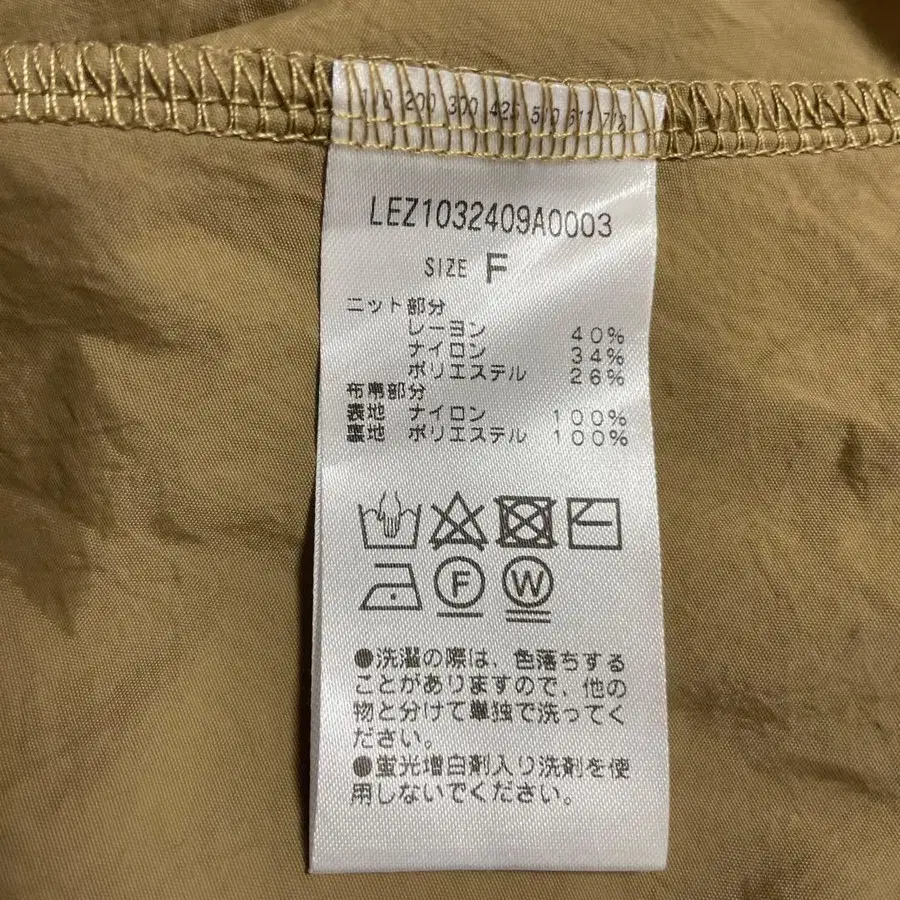 200 300 425
LEZ1032409A0003
SIZE F
ニット部分
レーヨン 40%
ナイロン 34%
ポリエステル 26%
布帛部分
表地 ナイロン 100%
裏地 ポリエステル 100%
F W
●洗濯の際は、色落ちする
ことがありますので、他の
物と分けて単独で洗ってく
ださい。
●蛍光増白剤入り洗剤を使
用しないでください。